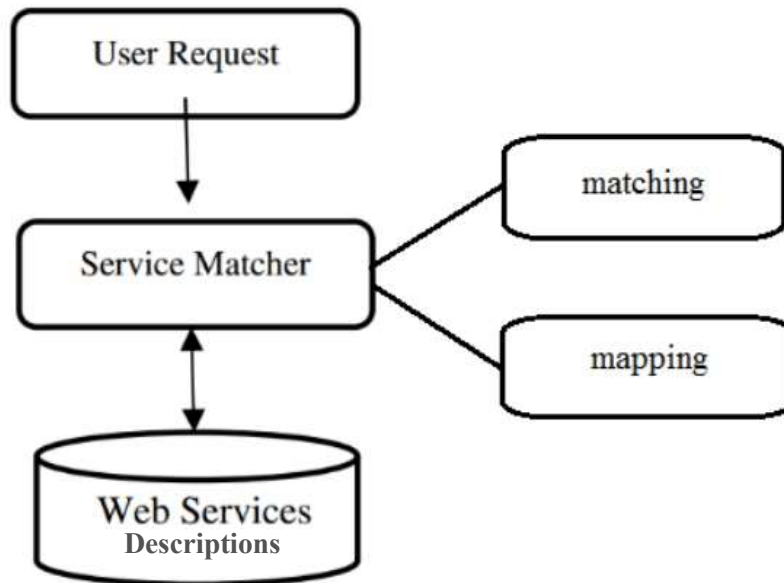 User Request
matching
Service Matcher
mapping
Web Services
Descriptions